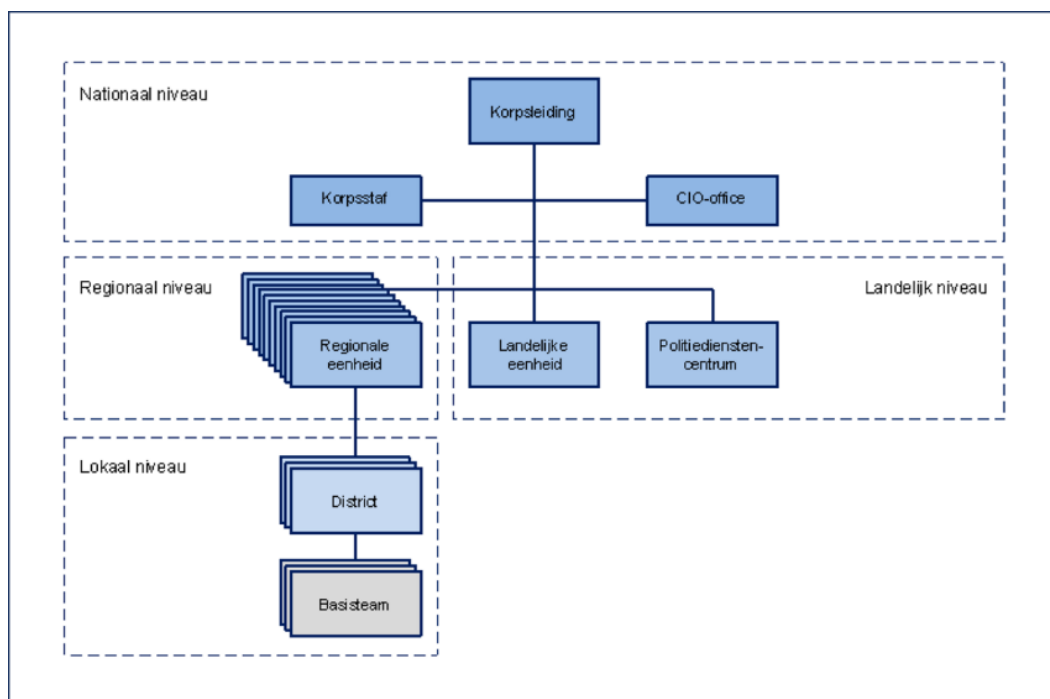 Nationaal niveau
Korpsleiding
Korpsstaf
CIO-office
Regionaal niveau
Landelijk niveau
Regionale
eenheid
Landelijke
eenheid
Politiediensten-
centrum
Lokaal niveau
District
Basisteam